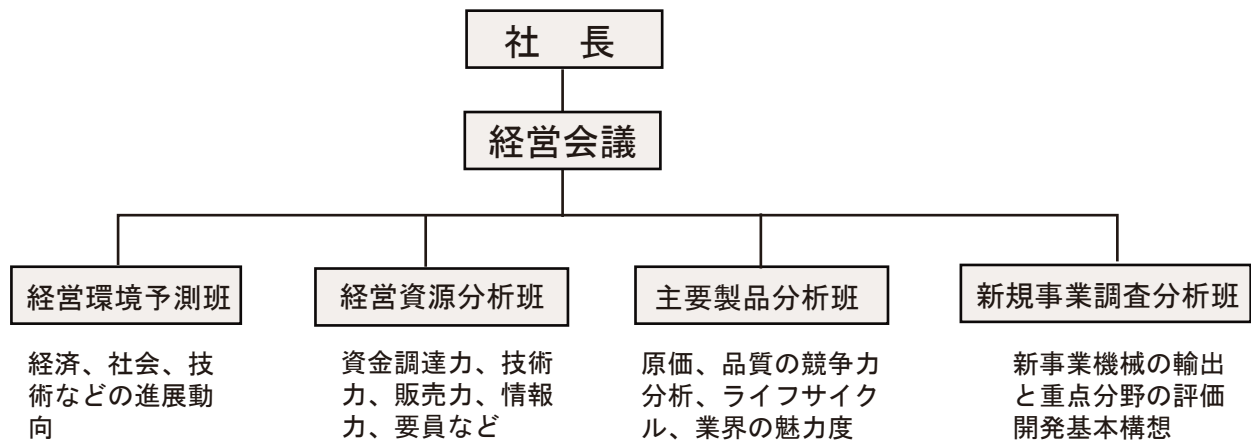 社　長
経営会議
経営環境予測班
経営資源分析班
主要製品分析班
新規事業調査分析班
経済、社会、技
術などの進展動
向
資金調達力、技術
力、販売力、情報
力、要員など
原価、品質の競争力
分析、ライフサイク
ル、業界の魅力度
新事業機械の輸出
と重点分野の評価
開発基本構想